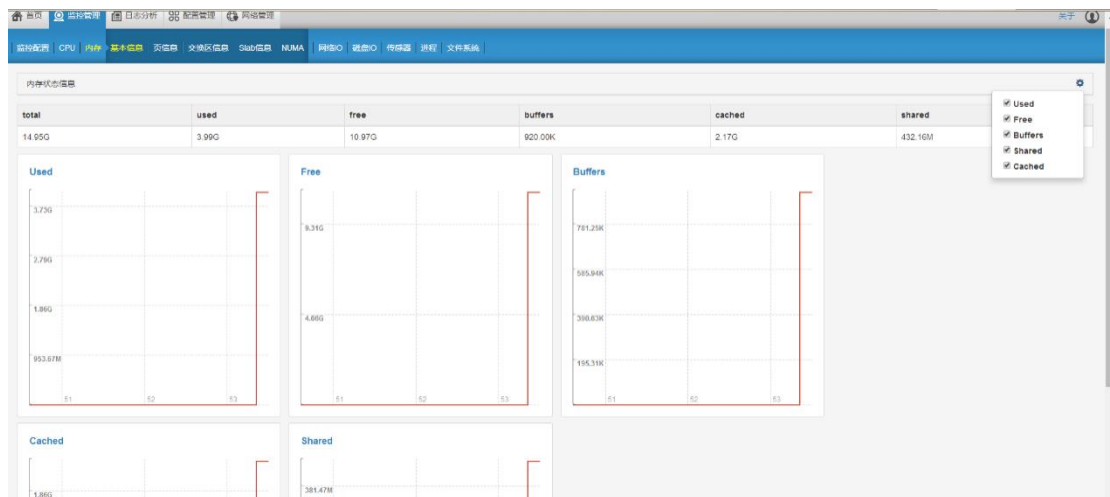 首页 监控管理 日志分析 配置管理 网络管理 关于
监控配置 CPU 内存 基本信息 页信息 交换区信息 Slab信息 NUMA 网络IO 磁盘IO 传感器 进程 文件系统
内存状态信息
total used free buffers cached shared
14.95G 3.99G 10.97G 920.00K 2.17G 432.16M
Used
Free
Buffers
Shared
Cached
Used
3.73G
2.79G
1.86G
953.67M
51 52 53
Free
9.31G
4.66G
51 52 53
Buffers
781.25K
585.94K
390.63K
195.31K
51 52 53
Cached
1.86G
Shared
381.47M